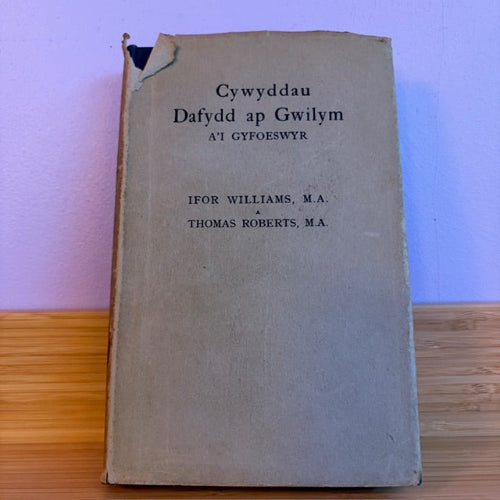 Cywyddau
Dafydd ap Gwilym
A'I GYFOESWYR
IFOR WILLIAMS, M.A.
A
THOMAS ROBERTS, M.A.